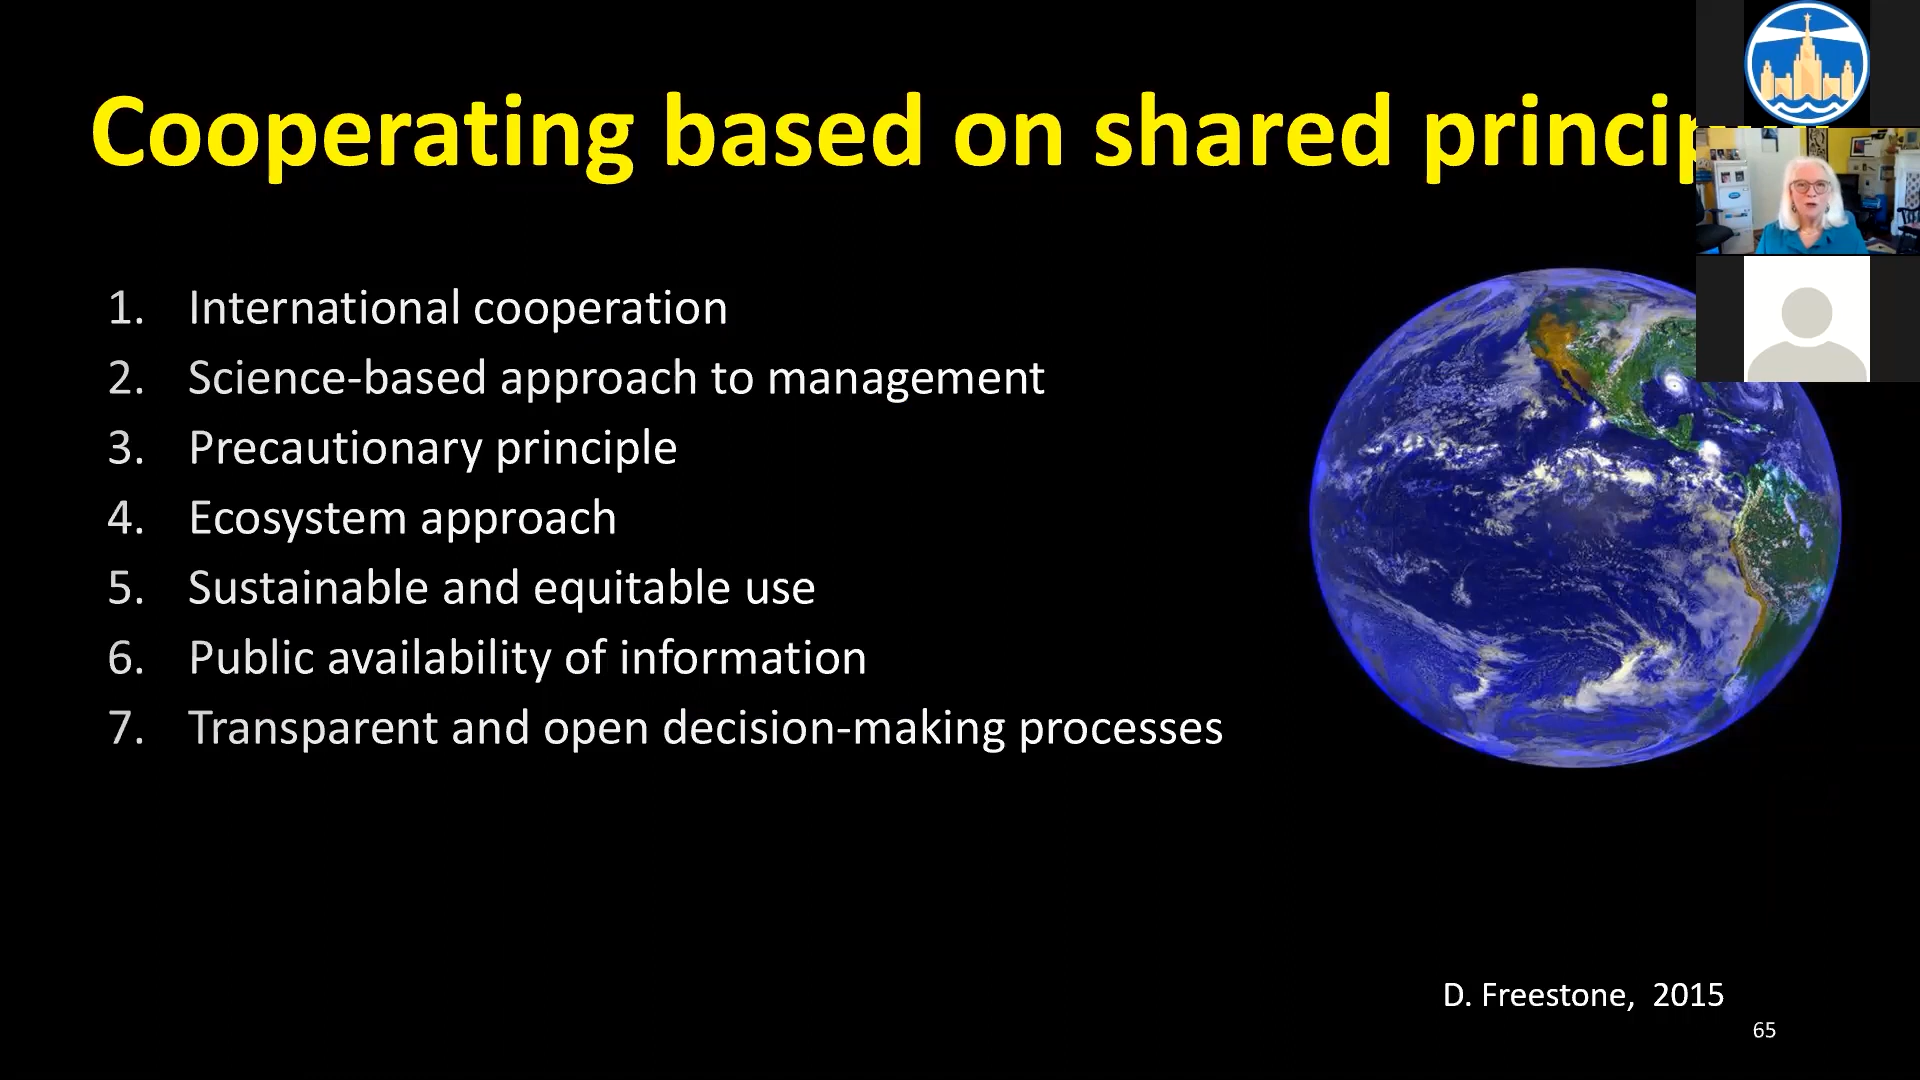 Cooperating based on shared
1. International cooperation
2. Science-based approach to management
3. Precautionary principle
4. Ecosystem approach
5. Sustainable and equitable use
6. Public availability of information
7. Transparent and open decision-making processes
D. Freestone, 2015
65